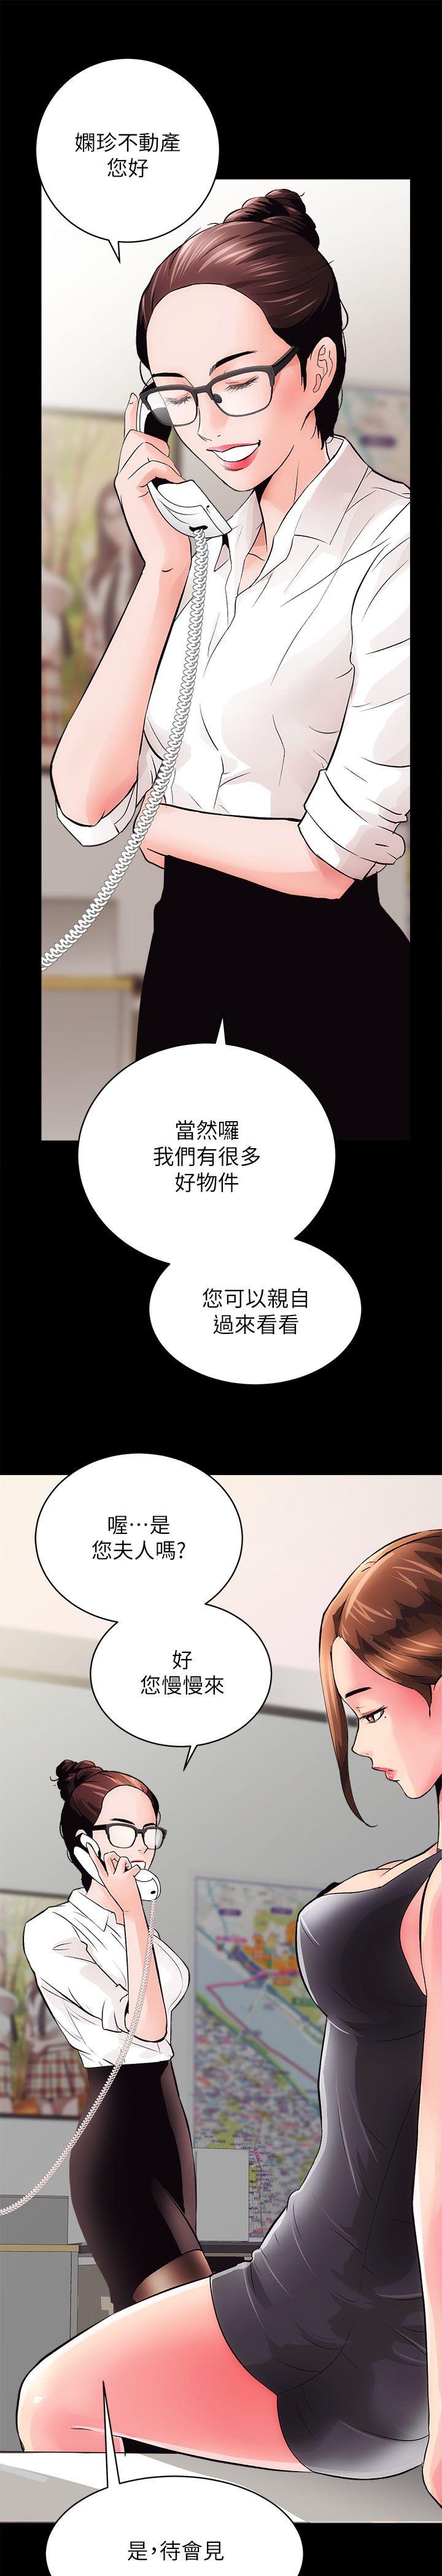 嫻珍不動產
您好
當然囉
我們有很多
好物件
您可以親自
過來看看
喔…是
您夫人嗎?
好
您慢慢來
是,待會見